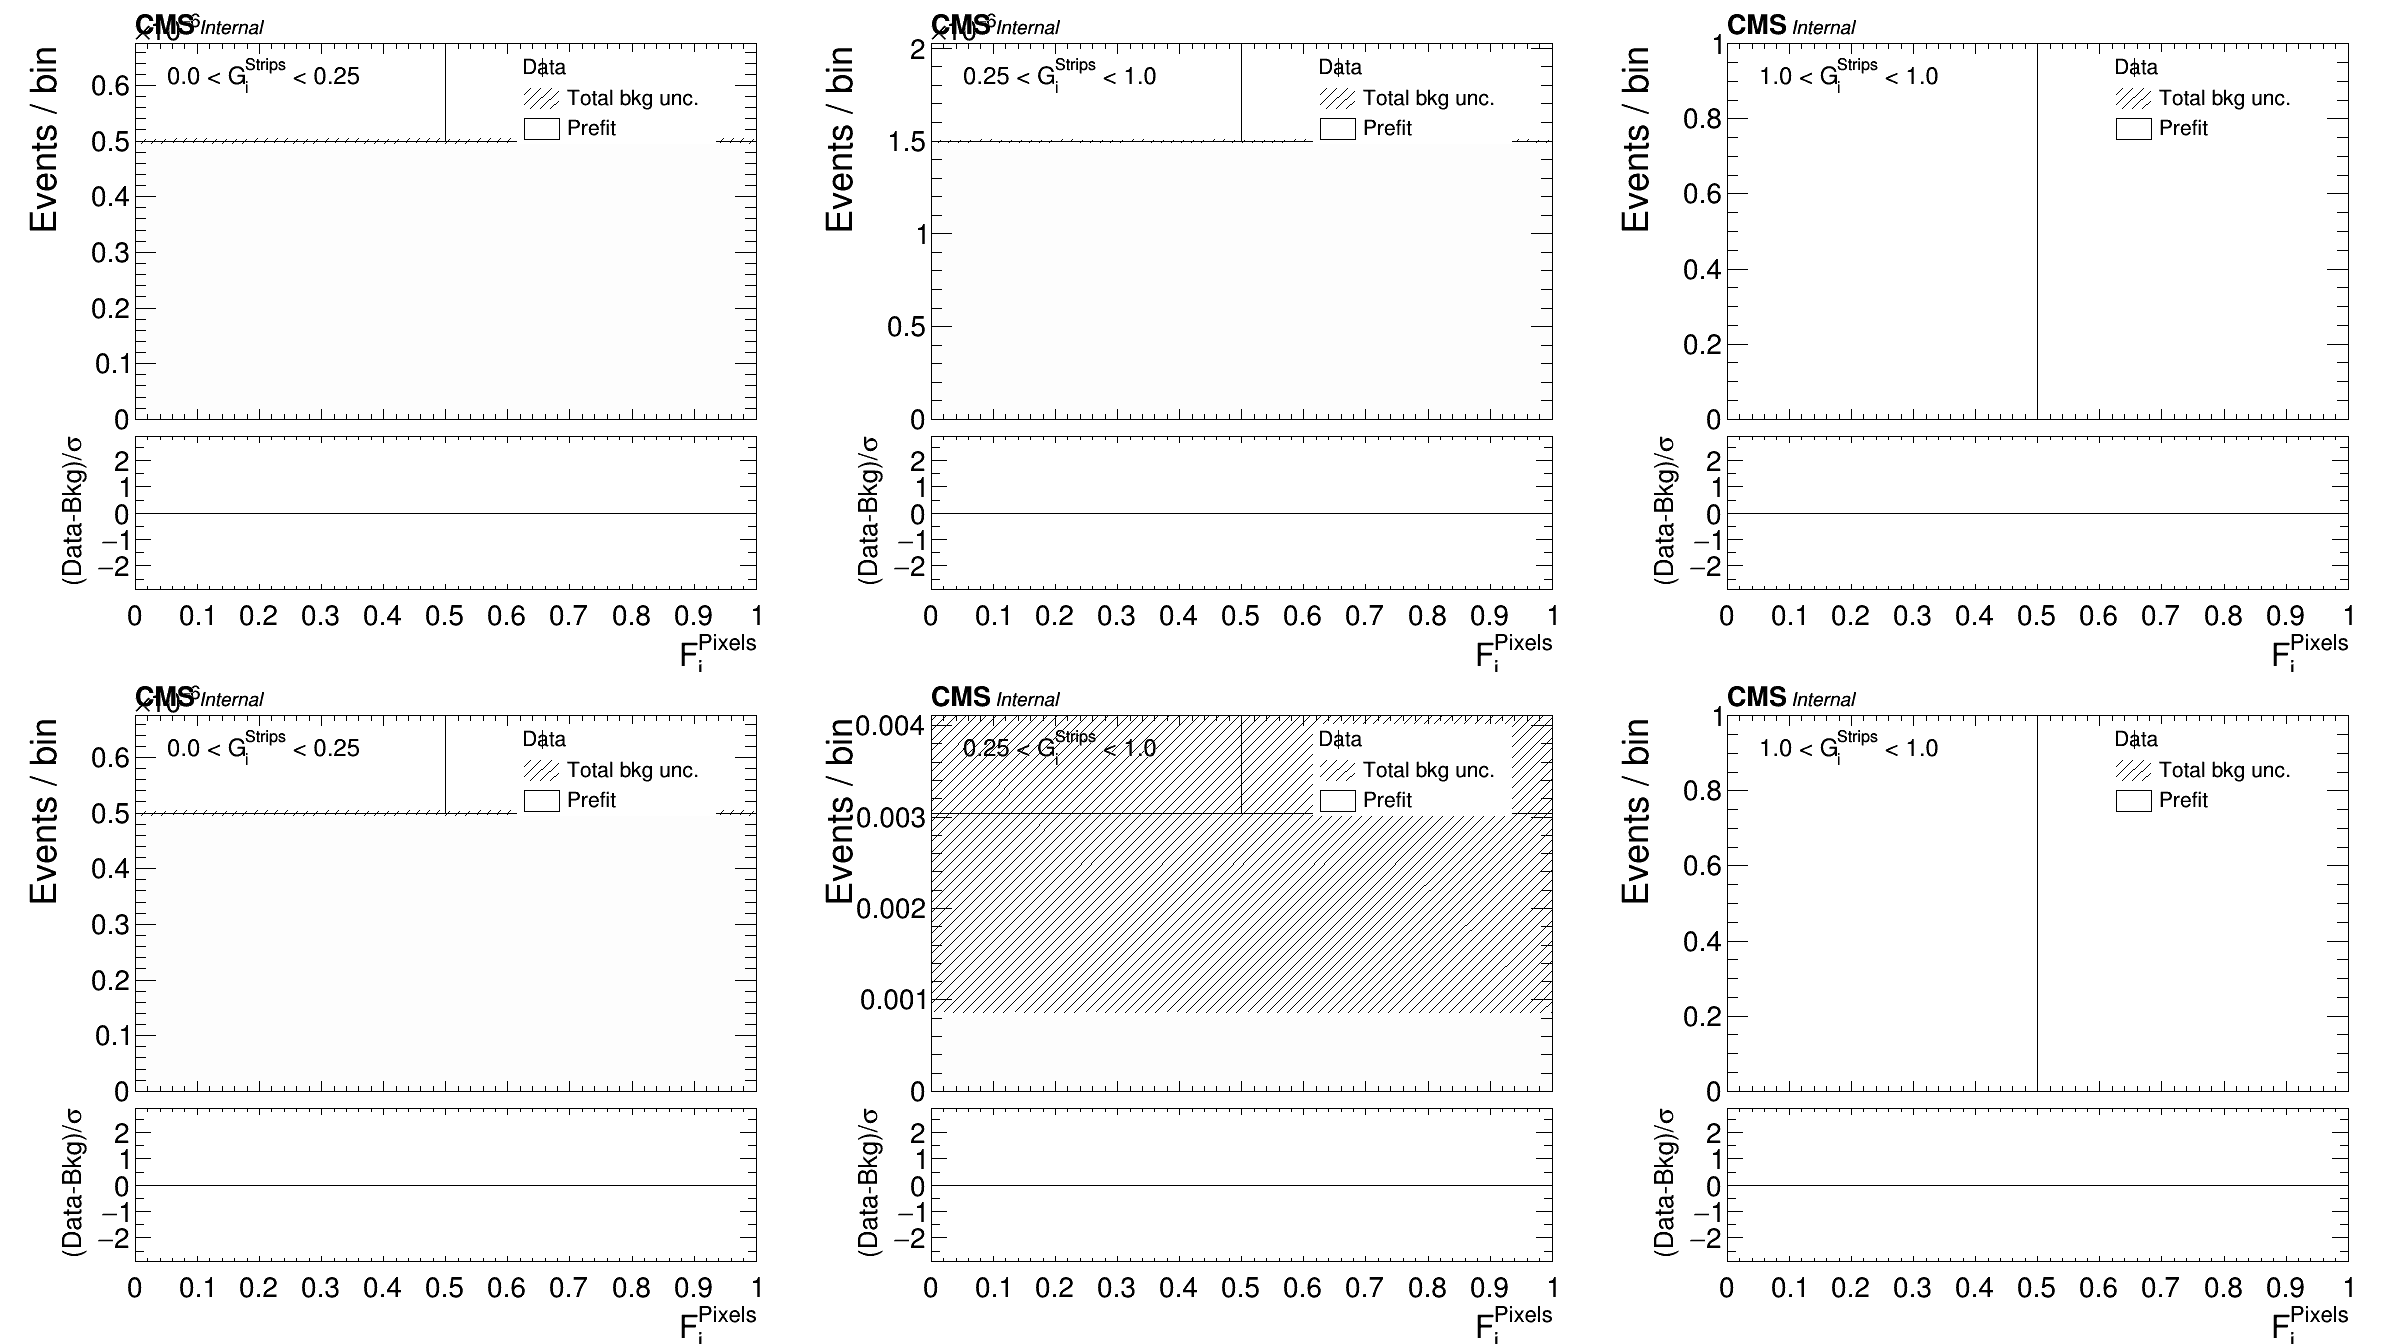 CMS Internal
×10⁻⁶
Events / bin
0.0 < G_i^Strips < 0.25
Data
Total bkg unc.
Prefit
0.6
0.5
0.4
0.3
0.2
0.1
0
(Data-Bkg)/σ
2
1
0
−1
−2
0 0.1 0.2 0.3 0.4 0.5 0.6 0.7 0.8 0.9 1
F_i^Pixels
CMS Internal
×10⁻⁶
Events / bin
0.25 < G_i^Strips < 1.0
Data
Total bkg unc.
Prefit
2
1.5
1
0.5
0
(Data-Bkg)/σ
2
1
0
−1
−2
0 0.1 0.2 0.3 0.4 0.5 0.6 0.7 0.8 0.9 1
F_i^Pixels
CMS Internal
Events / bin
1.0 < G_i^Strips < 1.0
Data
Total bkg unc.
Prefit
1
0.8
0.6
0.4
0.2
0
(Data-Bkg)/σ
2
1
0
−1
−2
0 0.1 0.2 0.3 0.4 0.5 0.6 0.7 0.8 0.9 1
F_i^Pixels
CMS Internal
×10⁻⁶
Events / bin
0.0 < G_i^Strips < 0.25
Data
Total bkg unc.
Prefit
0.6
0.5
0.4
0.3
0.2
0.1
0
(Data-Bkg)/σ
2
1
0
−1
−2
0 0.1 0.2 0.3 0.4 0.5 0.6 0.7 0.8 0.9 1
F_i^Pixels
CMS Internal
Events / bin
0.25 < G_i^Strips < 1.0
Data
Total bkg unc.
Prefit
0.004
0.003
0.002
0.001
0
(Data-Bkg)/σ
2
1
0
−1
−2
0 0.1 0.2 0.3 0.4 0.5 0.6 0.7 0.8 0.9 1
F_i^Pixels
CMS Internal
Events / bin
1.0 < G_i^Strips < 1.0
Data
Total bkg unc.
Prefit
1
0.8
0.6
0.4
0.2
0
(Data-Bkg)/σ
2
1
0
−1
−2
0 0.1 0.2 0.3 0.4 0.5 0.6 0.7 0.8 0.9 1
F_i^Pixels